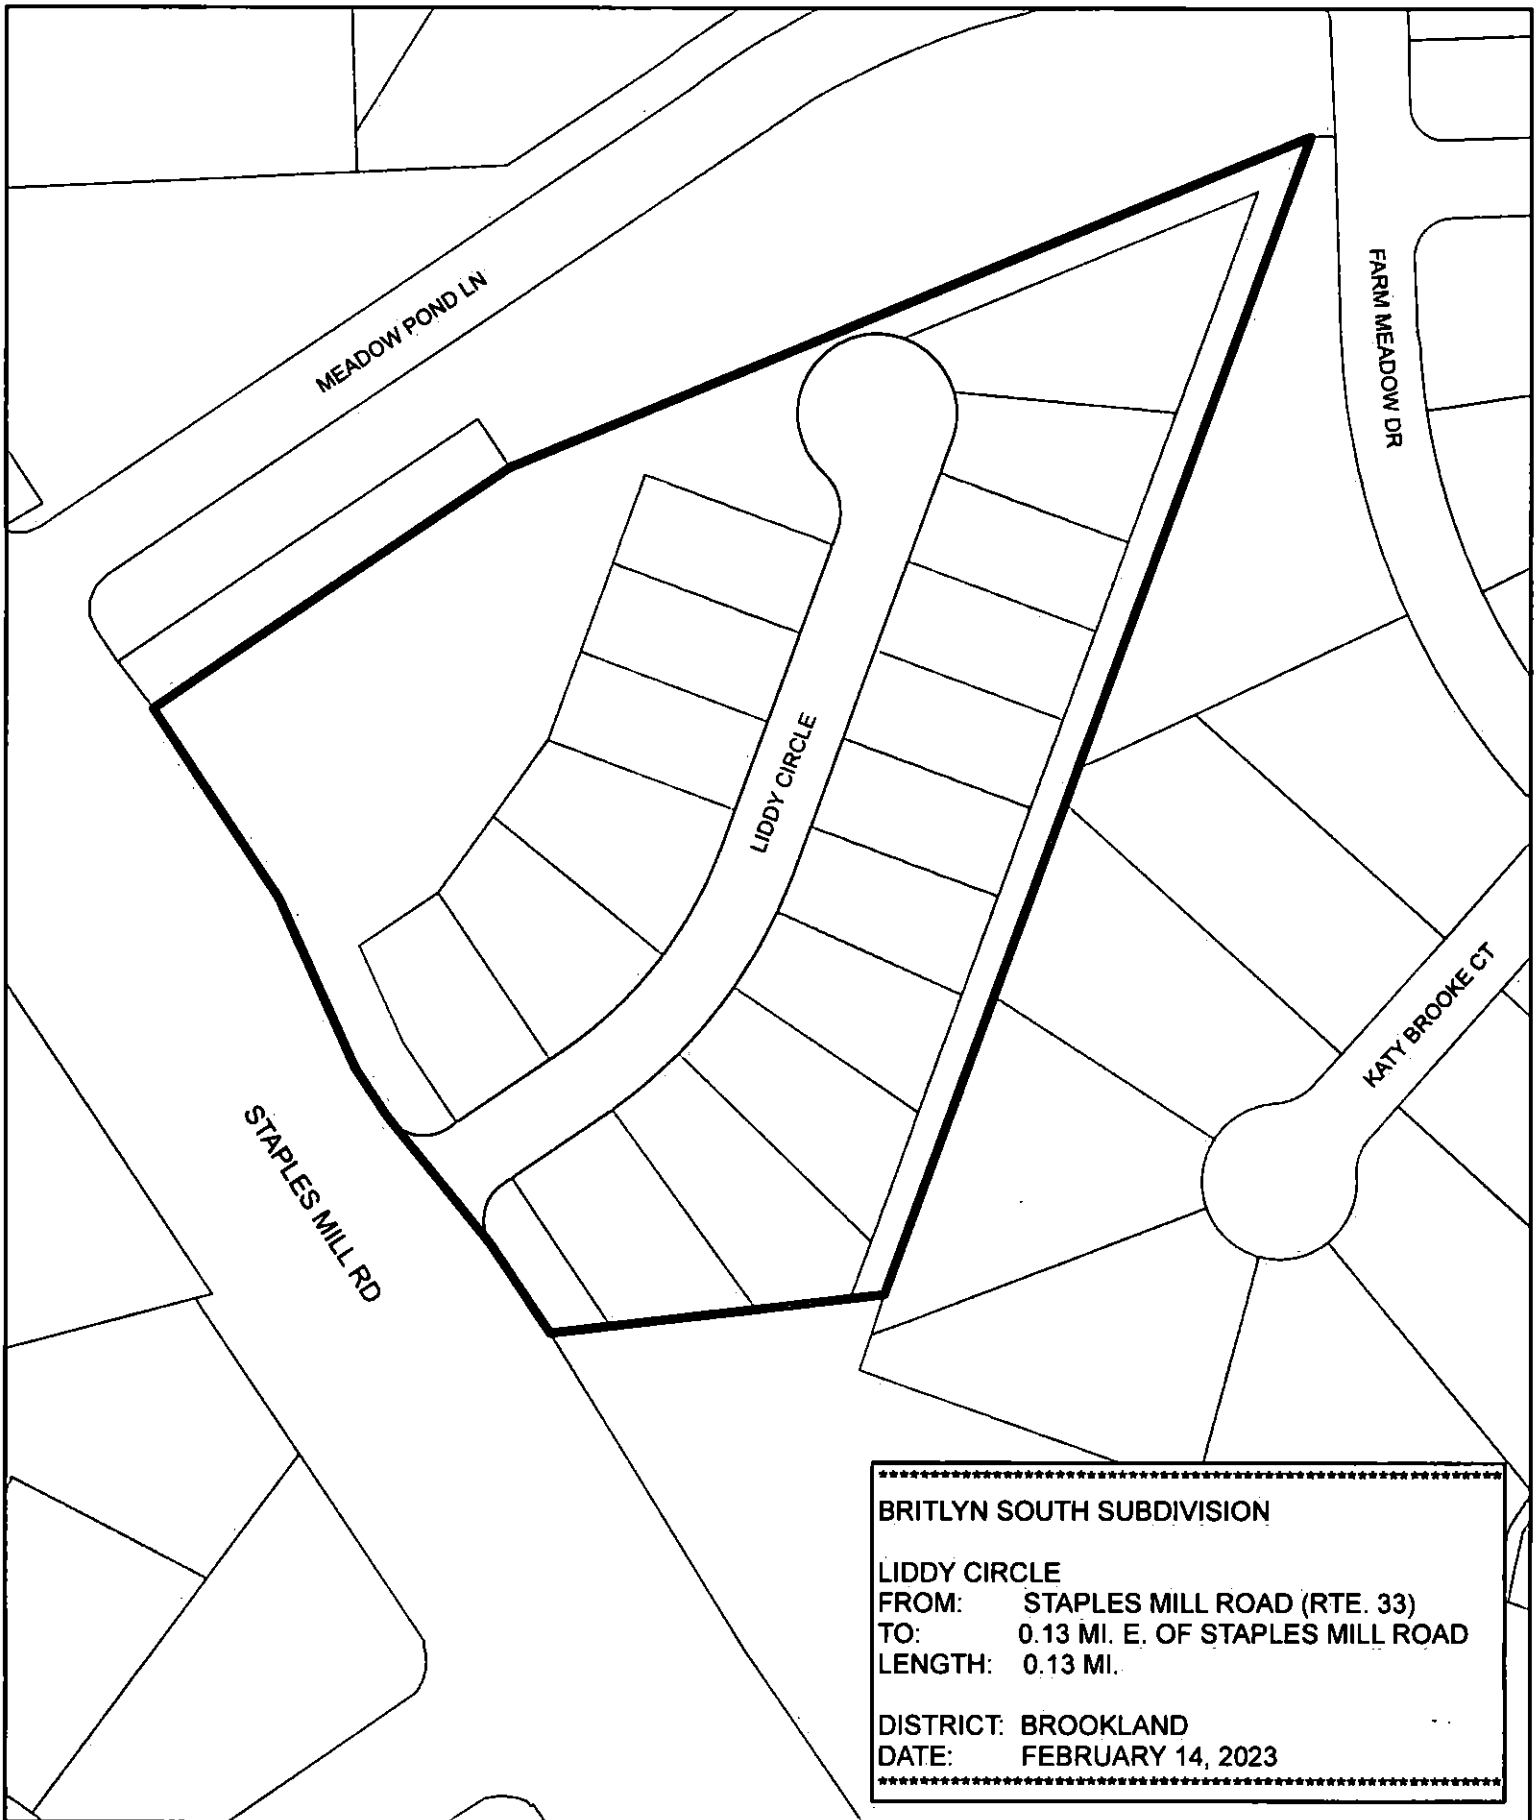 MEADOW POND LN
FARM MEADOW DR
LIDDY CIRCLE
KATY BROOKE CT
STAPLES MILL RD
BRITLYN SOUTH SUBDIVISION
LIDDY CIRCLE
FROM: STAPLES MILL ROAD (RTE. 33)
TO: 0.13 MI. E. OF STAPLES MILL ROAD
LENGTH: 0.13 MI.
DISTRICT: BROOKLAND
DATE: FEBRUARY 14, 2023